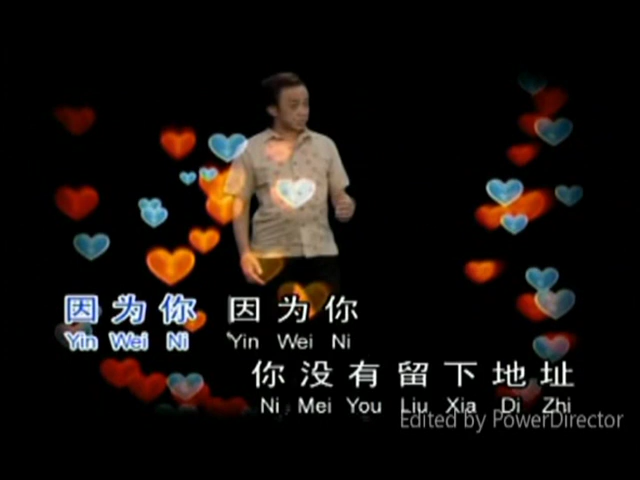 因为你 因为你
Yin Wei Ni Yin Wei Ni
你没有留下地址
Ni Mei You Liu Xia Di Zhi
Edited by PowerDirector